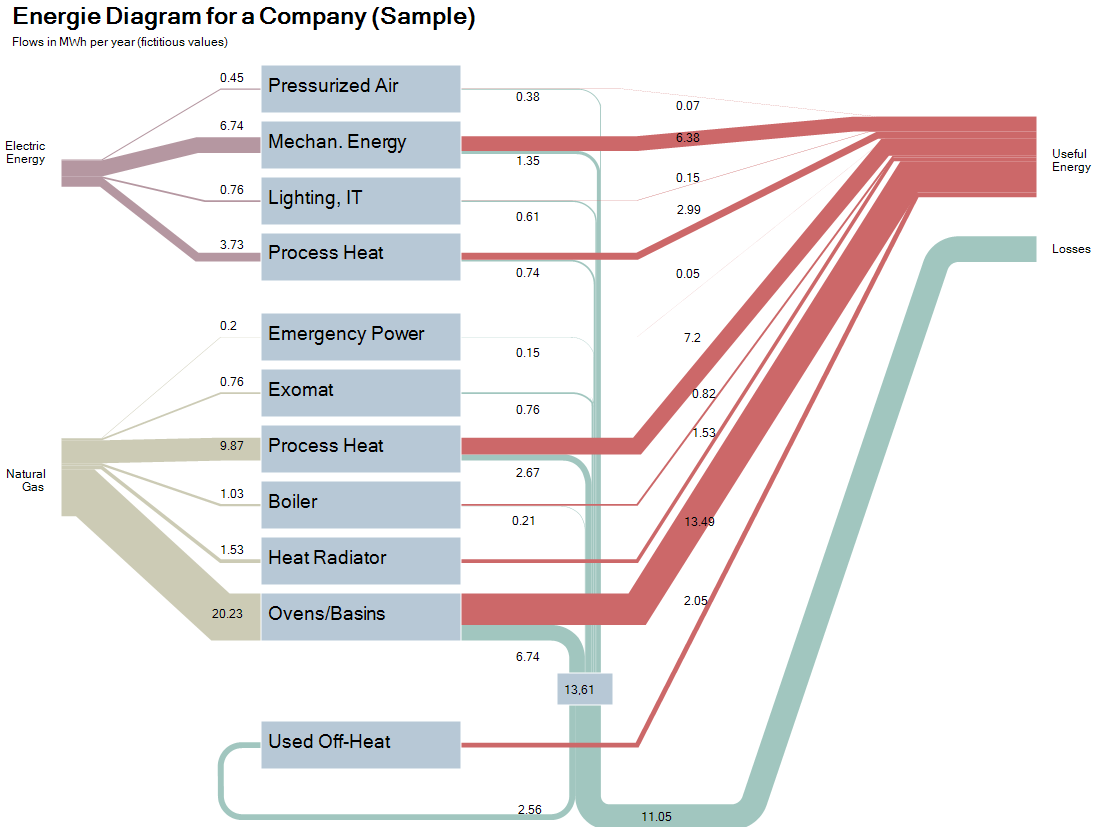 Energie Diagram for a Company (Sample)
Flows in MWh per year (fictitious values)
Electric
Energy
0.45
6.74
0.76
3.73
Pressurized Air
Mechan. Energy
Lighting, IT
Process Heat
0.38
1.35
0.61
0.74
0.07
6.38
0.15
2.99
0.05
Useful
Energy
Losses
Natural
Gas
0.2
0.76
9.87
1.03
1.53
20.23
Emergency Power
Exomat
Process Heat
Boiler
Heat Radiator
Ovens/Basins
0.15
0.76
2.67
0.21
6.74
7.2
0.82
1.53
13.49
2.05
13,61
Used Off-Heat
2.56
11.05